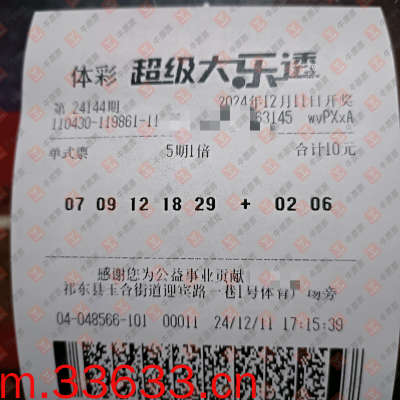 体彩 超级大乐透
第 24144期 2024年12月11日开奖
110430-119861-11 63145 wvPXxA
单式票 5期1倍 合计10元
07 09 12 18 29 + 02 06
感谢您为公益事业贡献
祁东县玉合街道迎宾路一巷1号体育广场旁
04-048566-101 00011 24/12/11 17:15:39
m.33633.cn